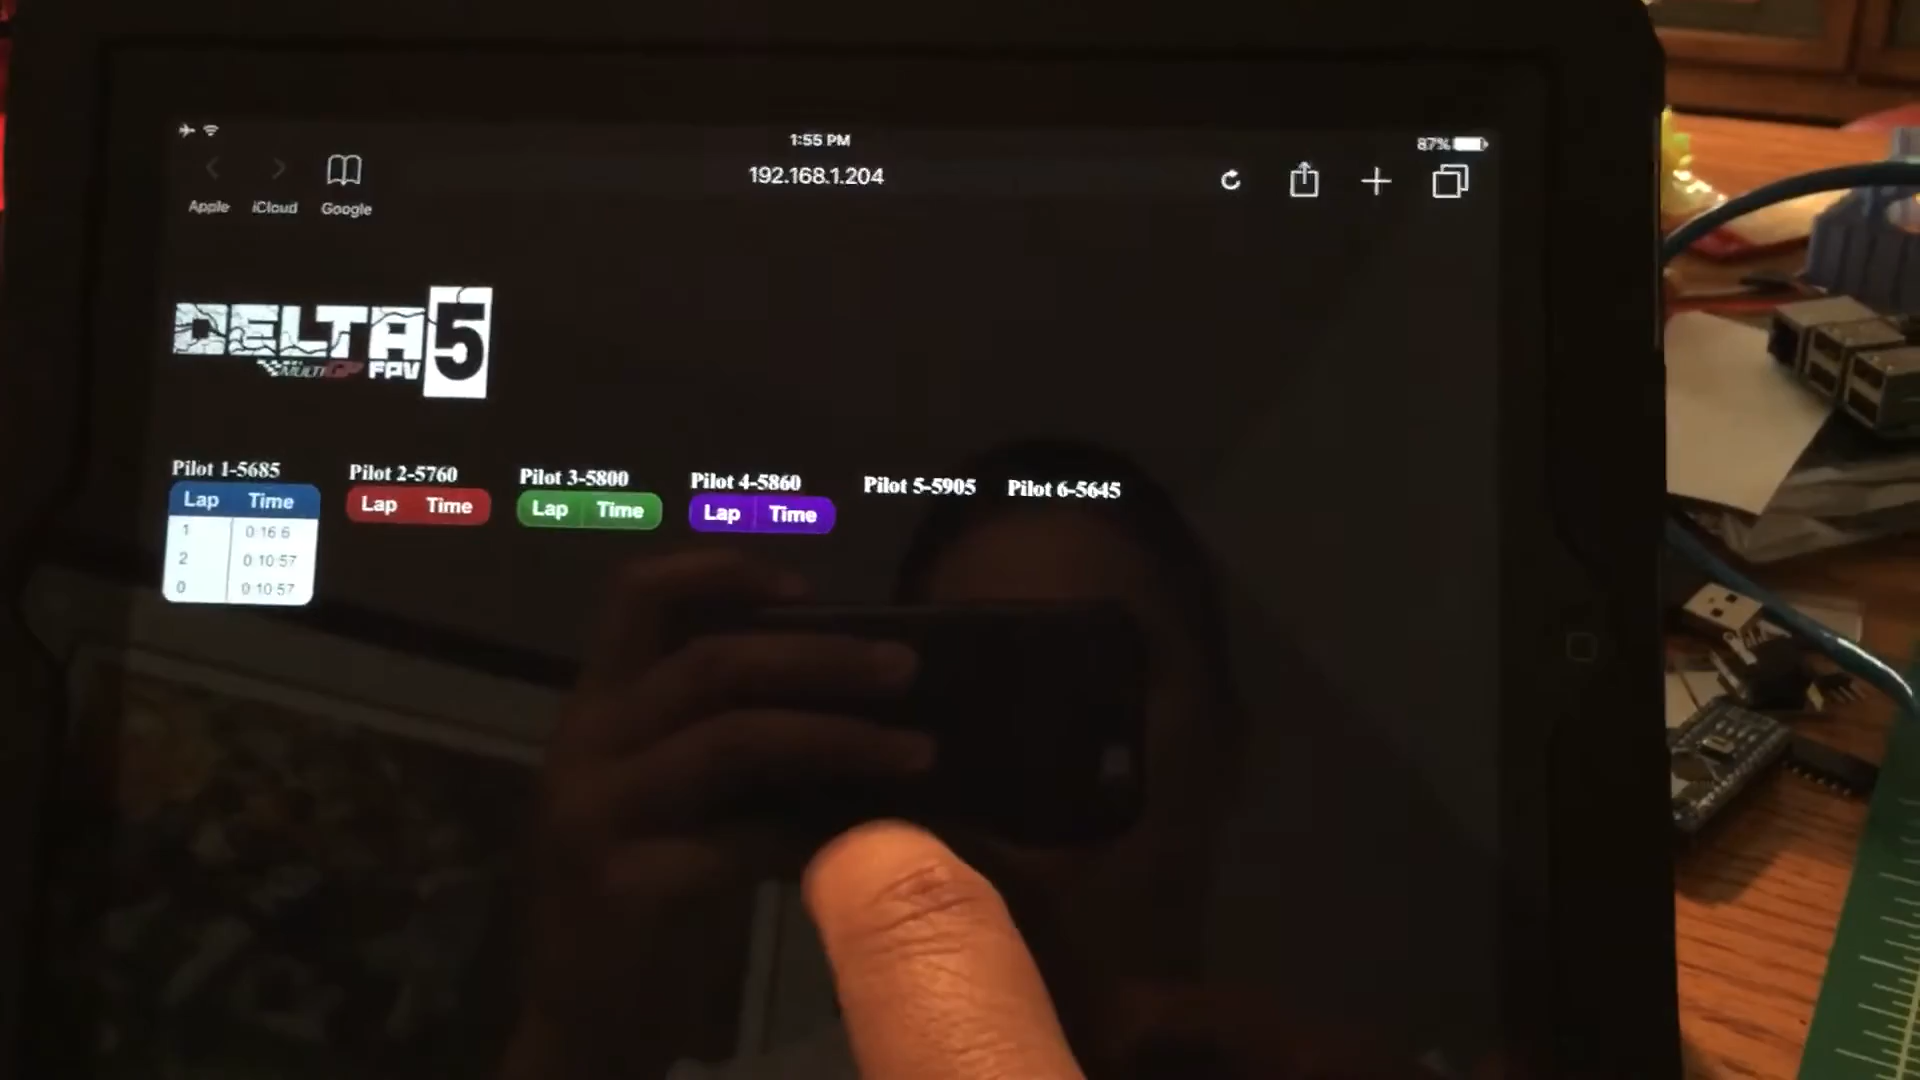 1:55 PM
87%
192.168.1.204
Apple iCloud Google
DELTA 5
MULTIGP FPV
Pilot 1-5685 Pilot 2-5760 Pilot 3-5800 Pilot 4-5860 Pilot 5-5905 Pilot 6-5645
Lap Time Lap Time Lap Time Lap Time
1 0:16:6
2 0:10:57
0 0:10:57